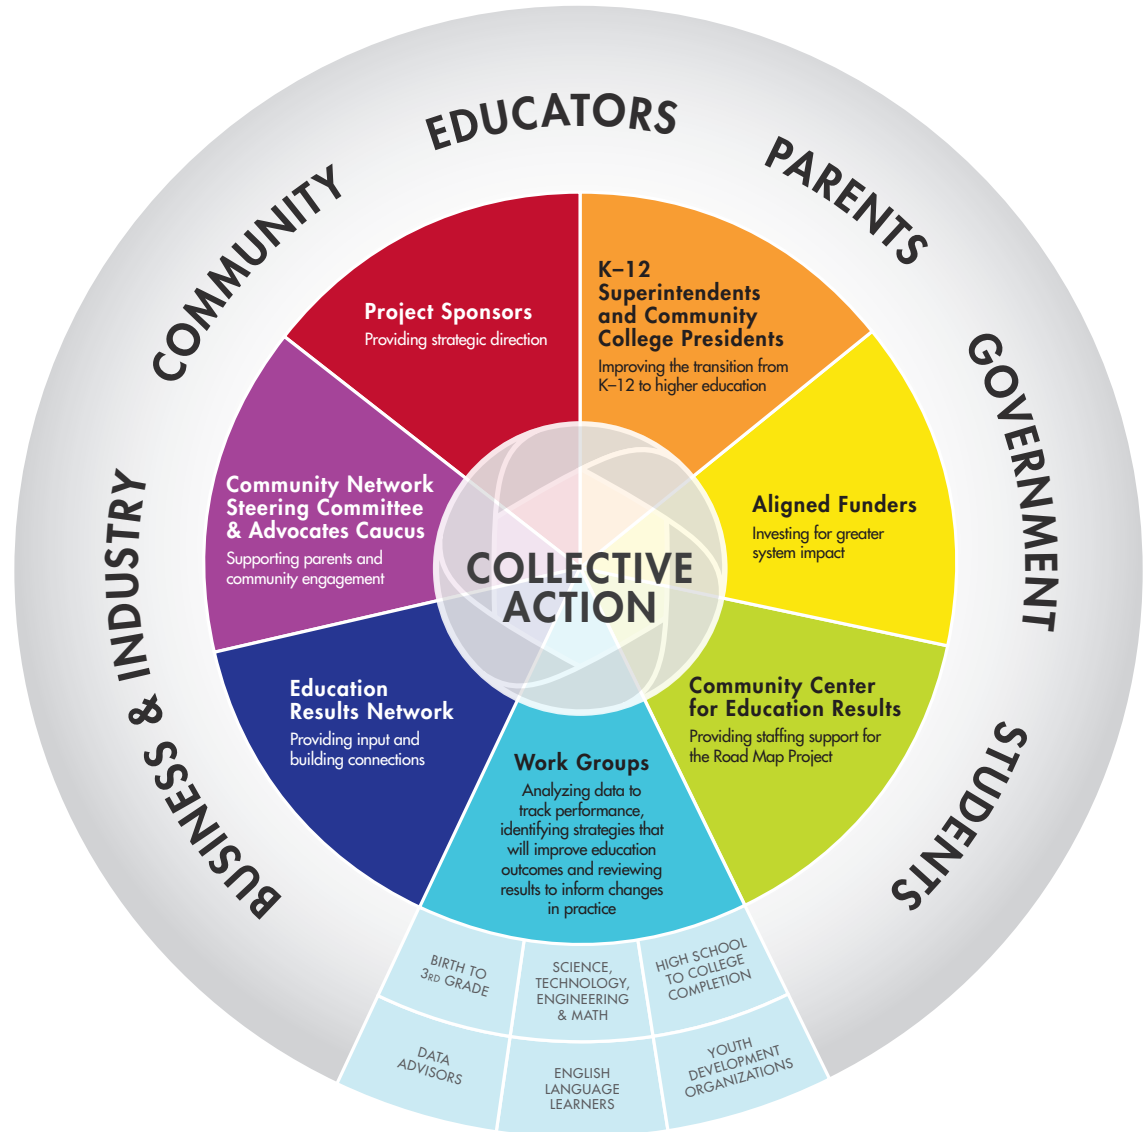 EDUCATORS
PARENTS
GOVERNMENT
STUDENTS
COMMUNITY
BUSINESS & INDUSTRY
Project Sponsors
Providing strategic direction
K–12
Superintendents
and Community
College Presidents
Improving the transition from
K–12 to higher education
Aligned Funders
Investing for greater
system impact
Community Center
for Education Results
Providing staffing support for
the Road Map Project
Work Groups
Analyzing data to
track performance,
identifying strategies that
will improve education
outcomes and reviewing
results to inform changes
in practice
Education
Results Network
Providing input and
building connections
Community Network
Steering Committee
& Advocates Caucus
Supporting parents and
community engagement
COLLECTIVE
ACTION
BIRTH TO
3RD GRADE
SCIENCE,
TECHNOLOGY,
ENGINEERING
& MATH
HIGH SCHOOL
TO COLLEGE
COMPLETION
DATA
ADVISORS
ENGLISH
LANGUAGE
LEARNERS
YOUTH
DEVELOPMENT
ORGANIZATIONS